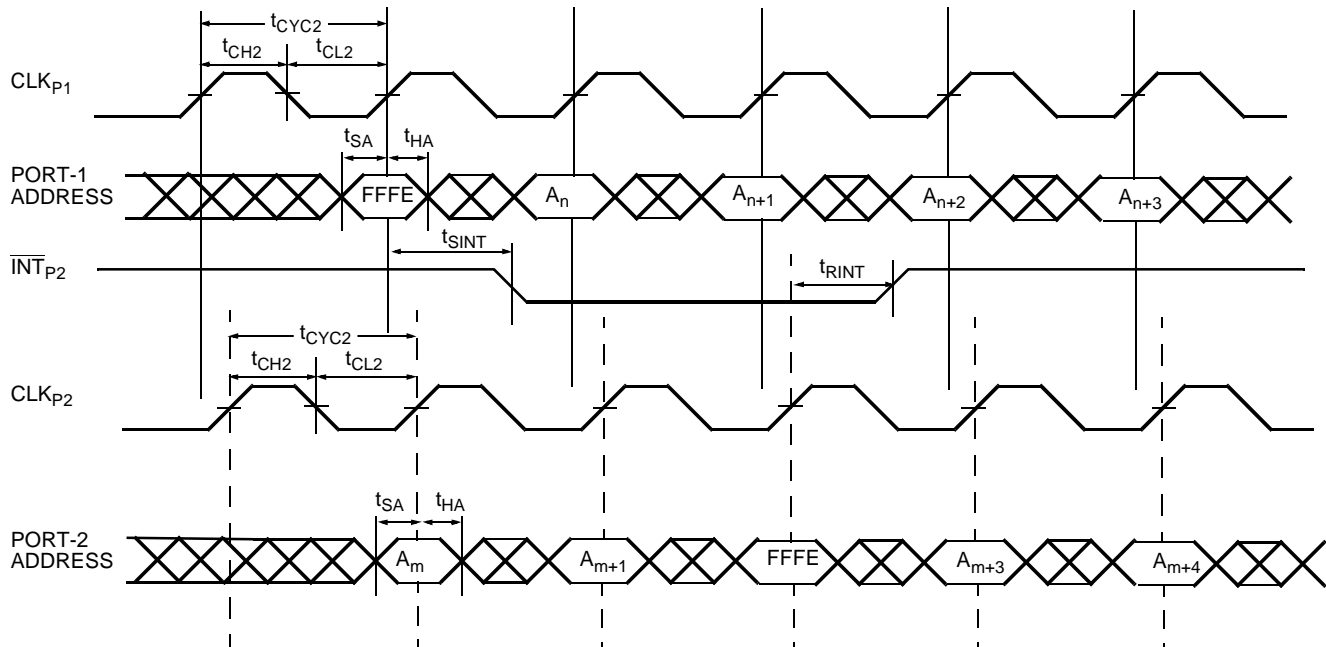 tCYC2
tCH2 tCL2
CLKP1
tSA tHA
PORT-1
ADDRESS
FFFE An An+1 An+2 An+3
tSINT
INTP2
tRINT
tCYC2
tCH2 tCL2
CLKP2
tSA tHA
PORT-2
ADDRESS
Am Am+1 FFFE Am+3 Am+4